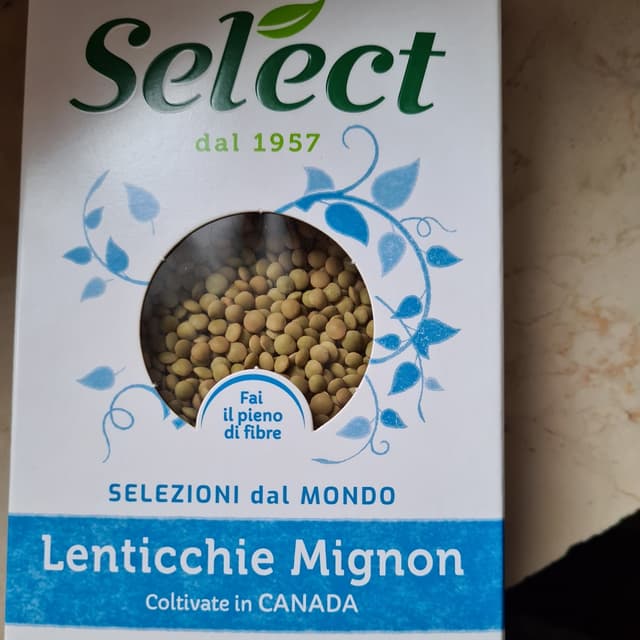 Select
dal 1957
Fai
il pieno
di fibre
SELEZIONI dal MONDO
Lenticchie Mignon
Coltivate in CANADA